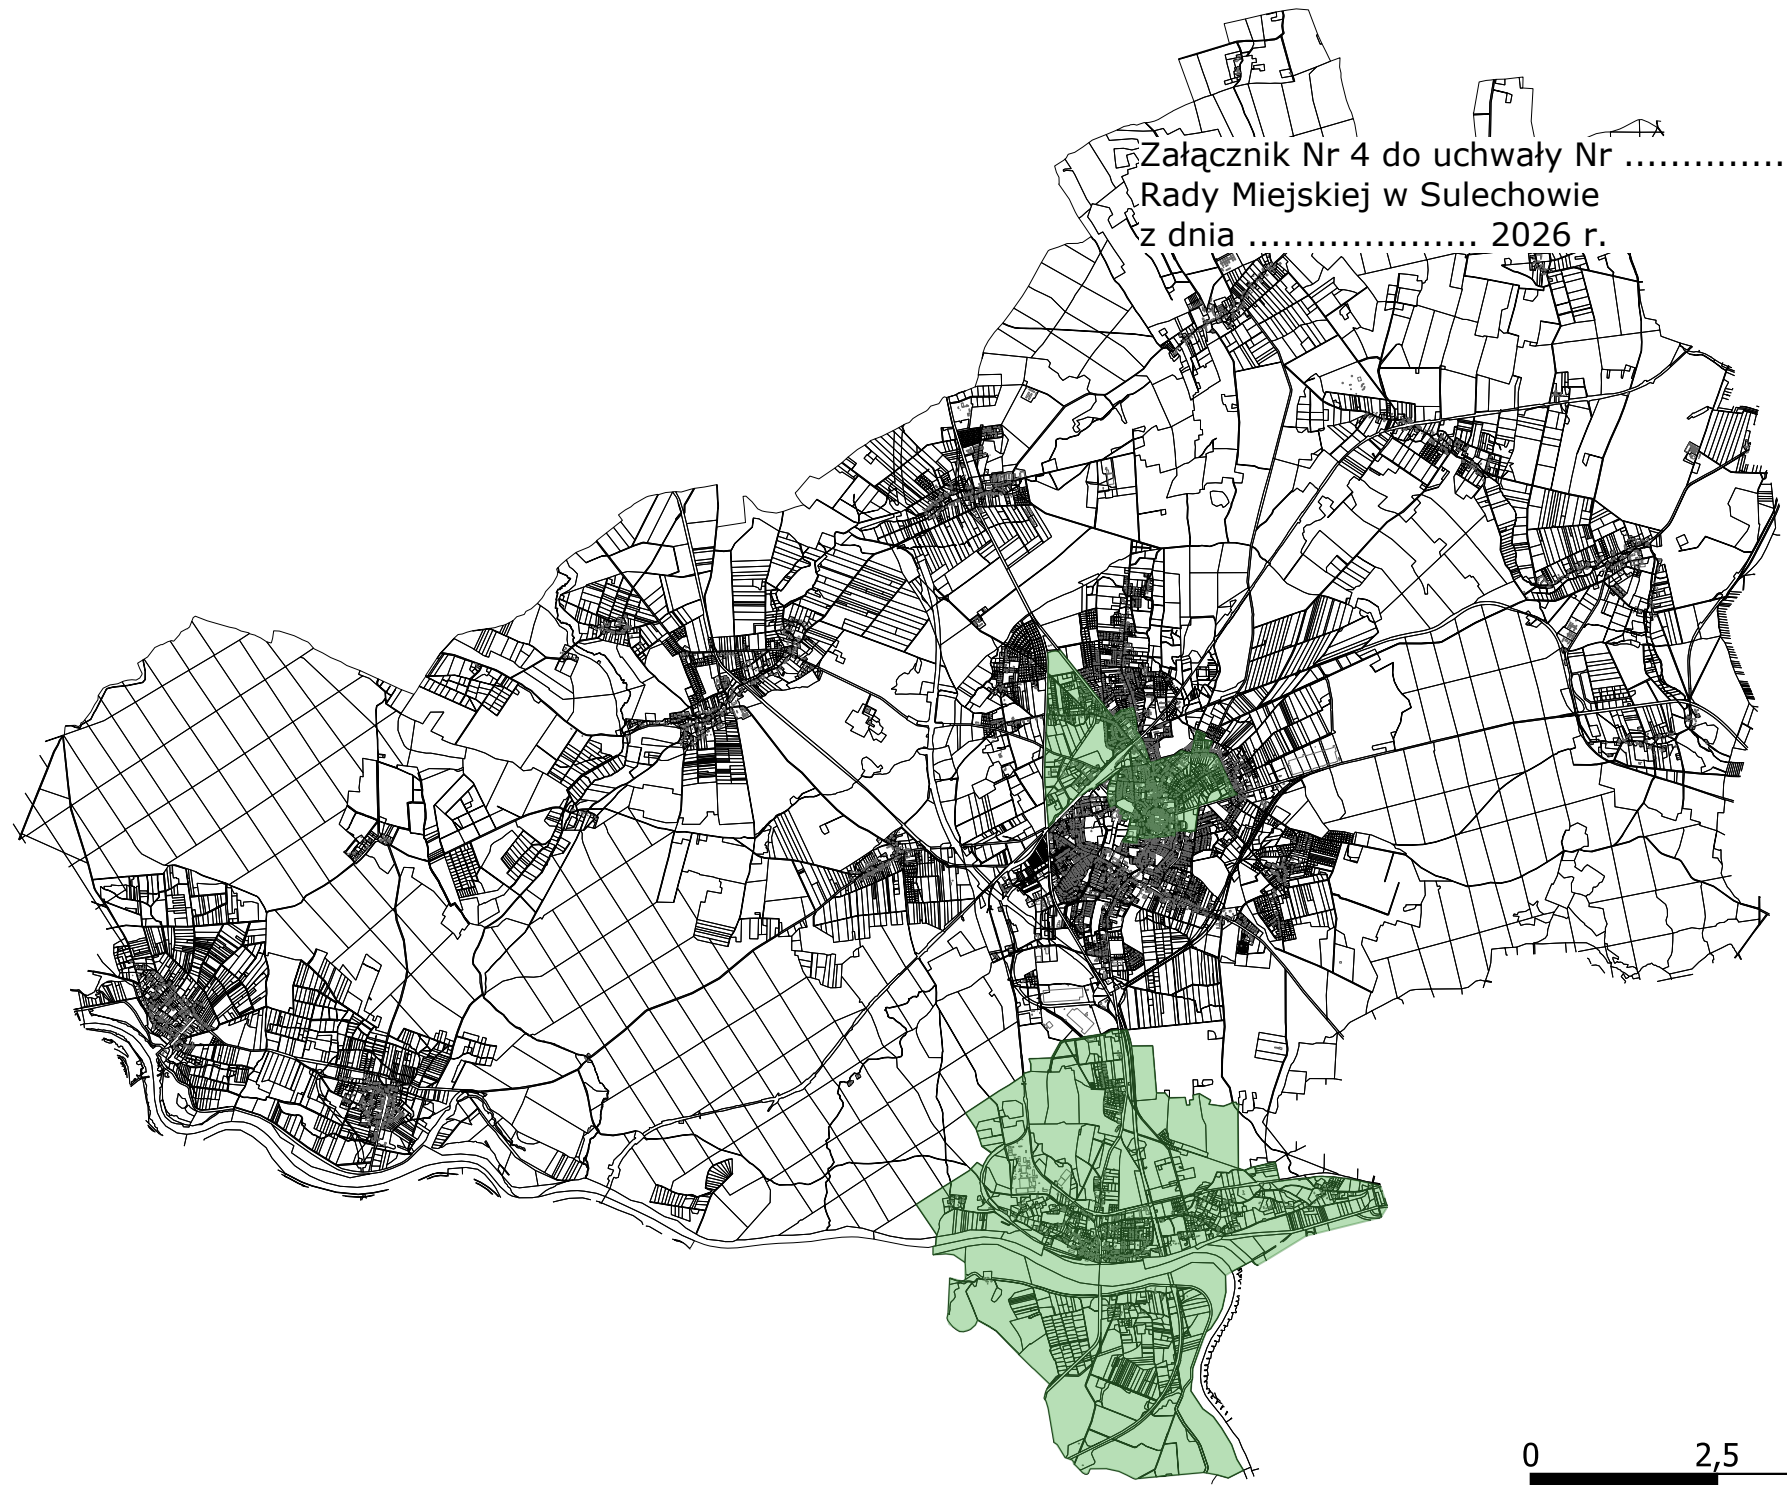 Załącznik Nr 4 do uchwały Nr ..............
Rady Miejskiej w Sulechowie
z dnia .................... 2026 r.
0 2,5